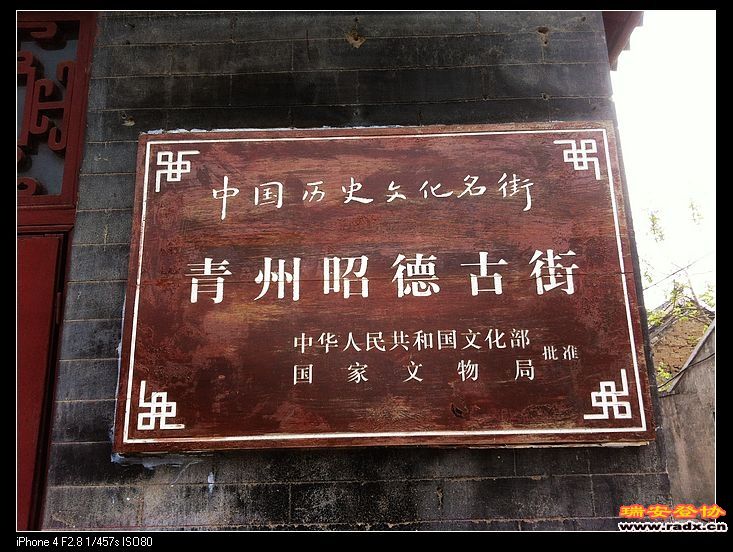 中国历史文化名街
青州昭德古街
中华人民共和国文化部
国家文物局 批准
瑞安登协
www.radx.cn
iPhone 4 F2.8 1/457s ISO80